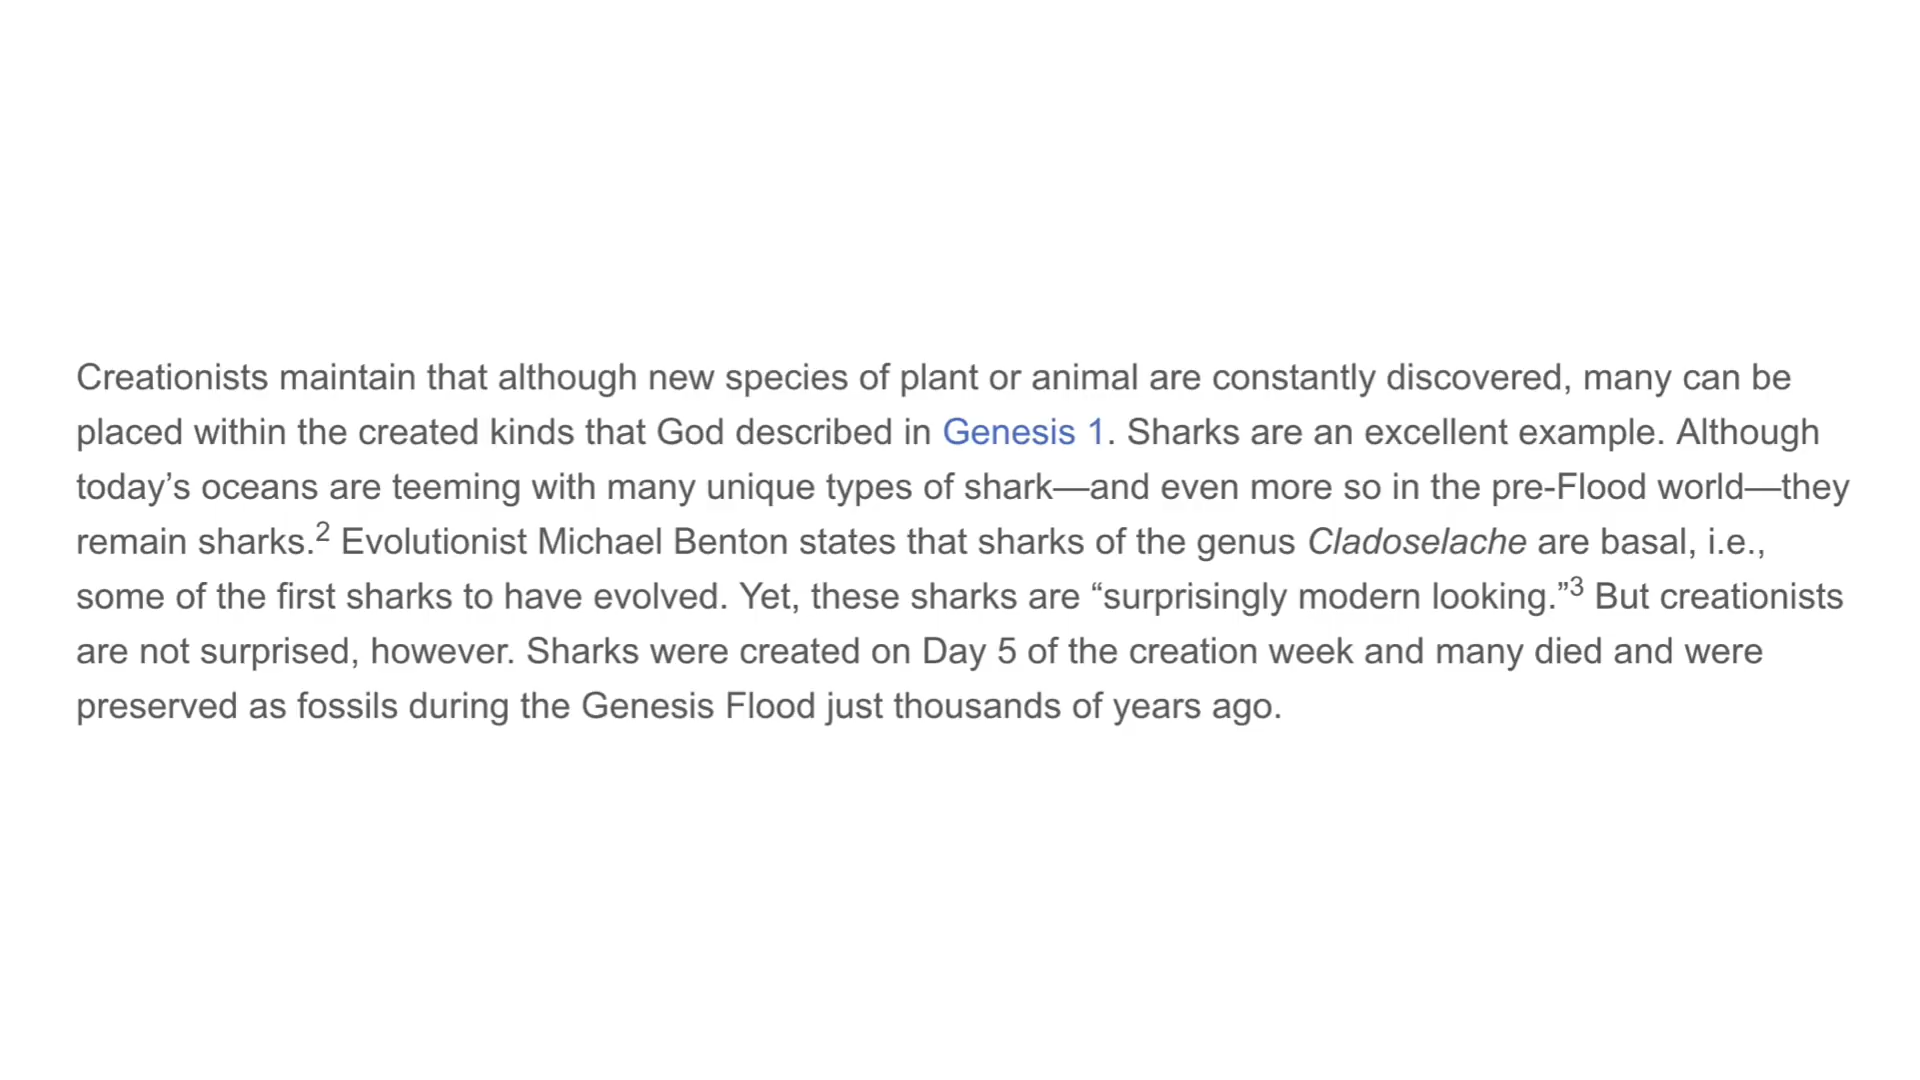 Creationists maintain that although new species of plant or animal are constantly discovered, many can be
placed within the created kinds that God described in Genesis 1. Sharks are an excellent example. Although
today’s oceans are teeming with many unique types of shark—and even more so in the pre-Flood world—they
remain sharks.2 Evolutionist Michael Benton states that sharks of the genus Cladoselache are basal, i.e.,
some of the first sharks to have evolved. Yet, these sharks are “surprisingly modern looking.”3 But creationists
are not surprised, however. Sharks were created on Day 5 of the creation week and many died and were
preserved as fossils during the Genesis Flood just thousands of years ago.